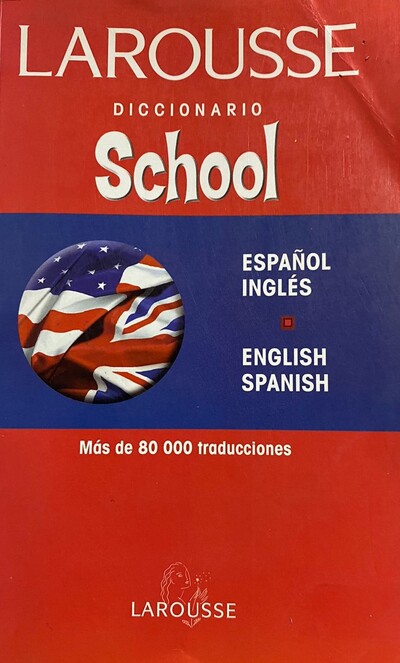 LAROUSSE
DICCIONARIO
School
ESPAÑOL
INGLÉS
ENGLISH
SPANISH
Más de 80 000 traducciones
LAROUSSE